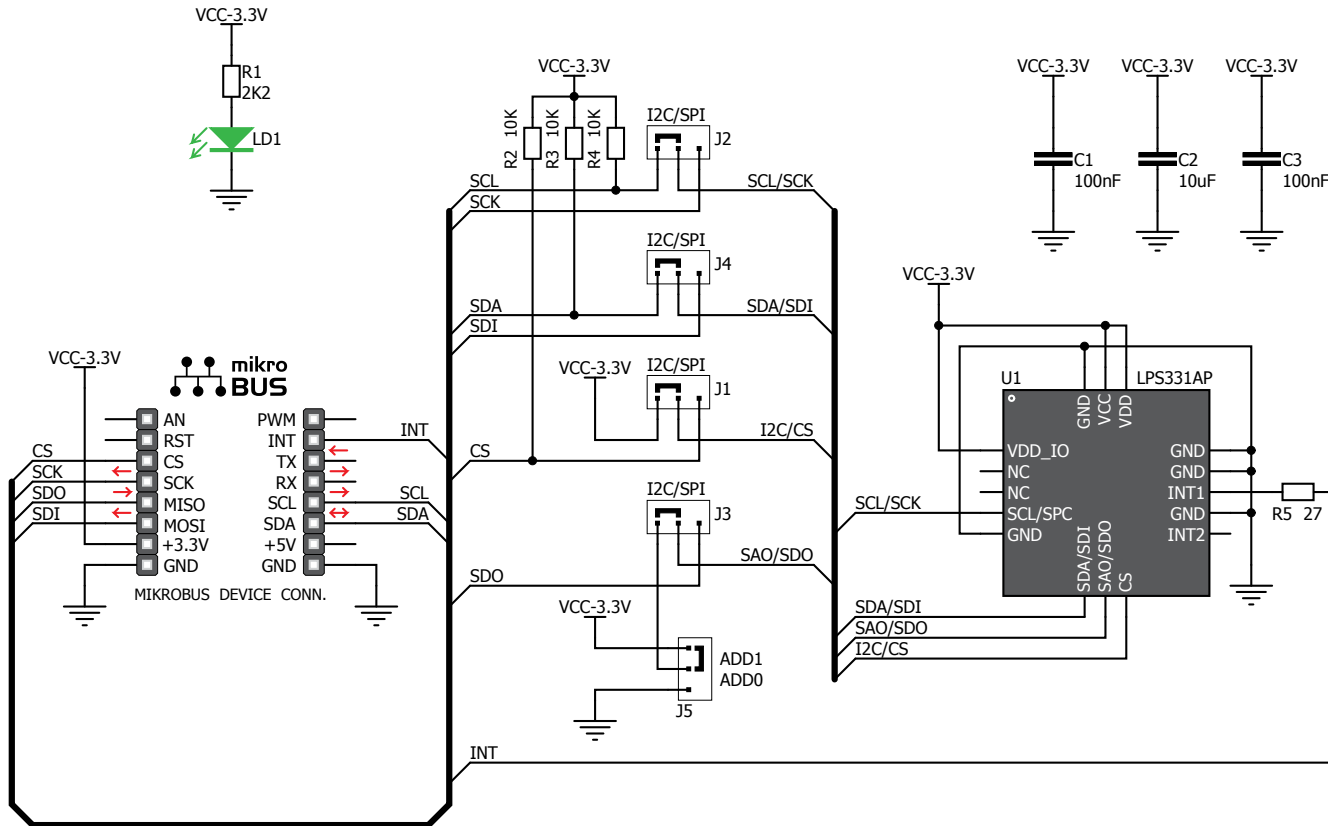 VCC-3.3V
R1
2K2
LD1
VCC-3.3V
R2 10K
R3 10K
R4 10K
I2C/SPI
J2
SCL
SCK
SCL/SCK
I2C/SPI
J4
SDA
SDI
SDA/SDI
VCC-3.3V
I2C/SPI
J1
CS
I2C/CS
I2C/SPI
J3
SDO
SAO/SDO
VCC-3.3V
ADD1
ADD0
J5
INT
VCC-3.3V
C1
100nF
VCC-3.3V
C2
10uF
VCC-3.3V
C3
100nF
VCC-3.3V
mikro
BUS
AN
RST
CS
SCK
MISO
MOSI
+3.3V
GND
PWM
INT
TX
RX
SCL
SDA
+5V
GND
CS
SCK
SDO
SDI
INT
SCL
SDA
MIKROBUS DEVICE CONN.
VCC-3.3V
U1
LPS331AP
GND
VCC
VDD
VDD_IO
NC
NC
SCL/SPC
GND
GND
GND
INT1
GND
INT2
SDA/SDI
SAO/SDO
CS
R5 27
SCL/SCK
SDA/SDI
SAO/SDO
I2C/CS